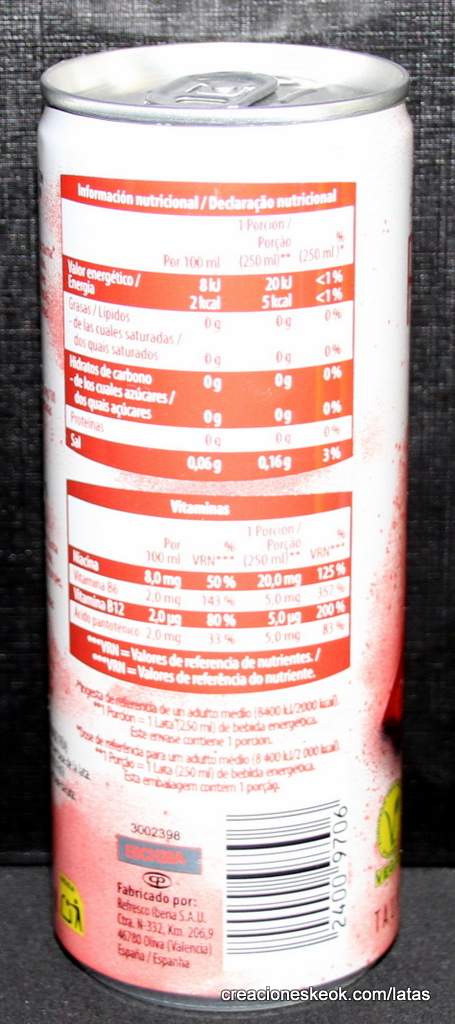 Información nutricional / Declaração nutricional
Por 100 ml 1 Porción / Porção (250 ml)** % (250 ml)*
Valor energético / Energia 8 kJ 20 kJ <1%
2 kcal 5 kcal <1%
Grasas / Lípidos 0 g 0 g 0%
- de las cuales saturadas /
dos quais saturados 0 g 0 g 0%
Hidratos de carbono 0g 0g 0%
- de los cuales azúcares /
dos quais açúcares 0g 0g 0%
Proteínas 0 g 0 g 0%
Sal 0,06g 0,16g 3%
Vitaminas
Por 100 ml % VRN*** 1 Porción / Porção (250 ml)** % VRN***
Niacina 8,0 mg 50 % 20,0 mg 125 %
Vitamina B6 2,0 mg 143 % 5,0 mg 357 %
Vitamina B12 2,0 µg 80 % 5,0 µg 200 %
Ácido pantoténico 2,0 mg 33 % 5,0 mg 83 %
***VRN = Valores de referencia de nutrientes. /
***VRN = Valores de referência do nutriente.
*Ingesta de referencia de un adulto medio (8400 kJ/2000 kcal).
**1 Porción = 1 Lata (250 ml) de bebida energética.
Este envase contiene 1 porción.
*Dose de referência para um adulto médio (8 400 kJ/2 000 kcal).
**1 Porção = 1 Lata (250 ml) de bebida energética.
Esta embalagem contem 1 porção.
3002398
Fabricado por:
Refresco Iberia S.A.U.
Ctra. N-332, Km. 206,9
46780 Oliva (Valencia)
España / Espanha
2400 9706
creacioneskeok.com/latas